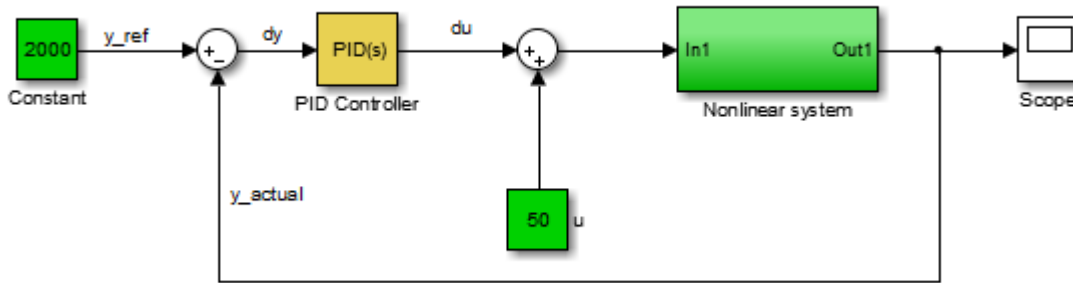 2000
Constant
y_ref
+
−
dy
PID(s)
PID Controller
du
+
+
In1
Out1
Nonlinear system
Scope
y_actual
50
u